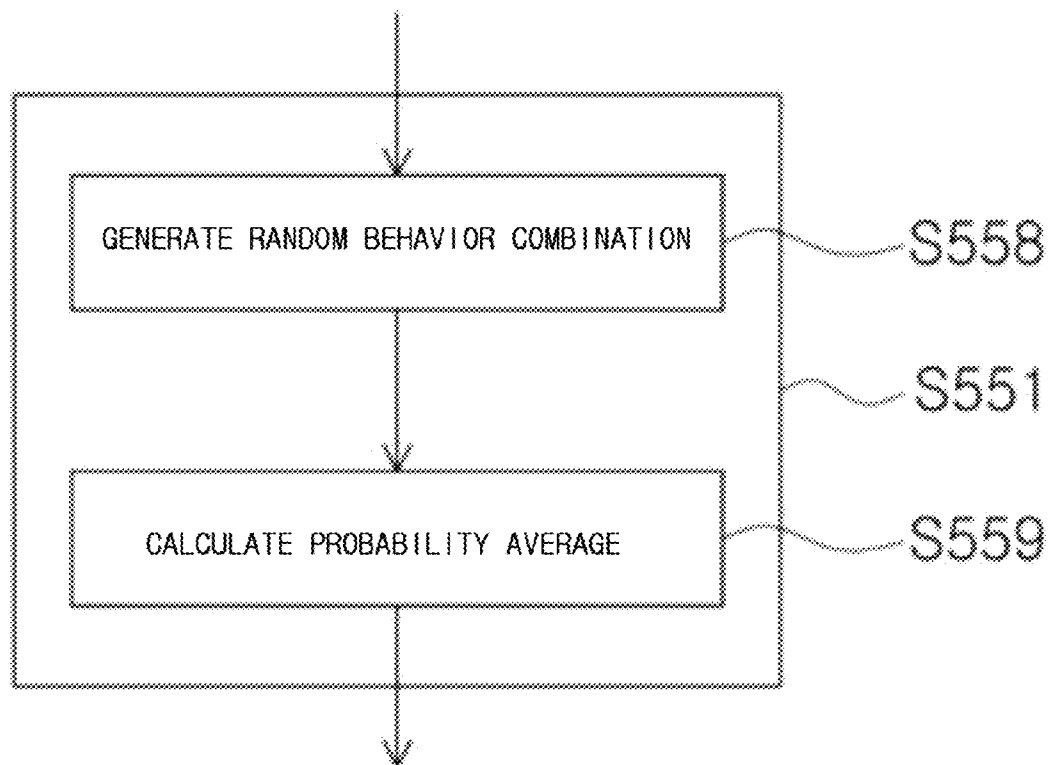 GENERATE RANDOM BEHAVIOR COMBINATION
S558
S551
CALCULATE PROBABILITY AVERAGE
S559